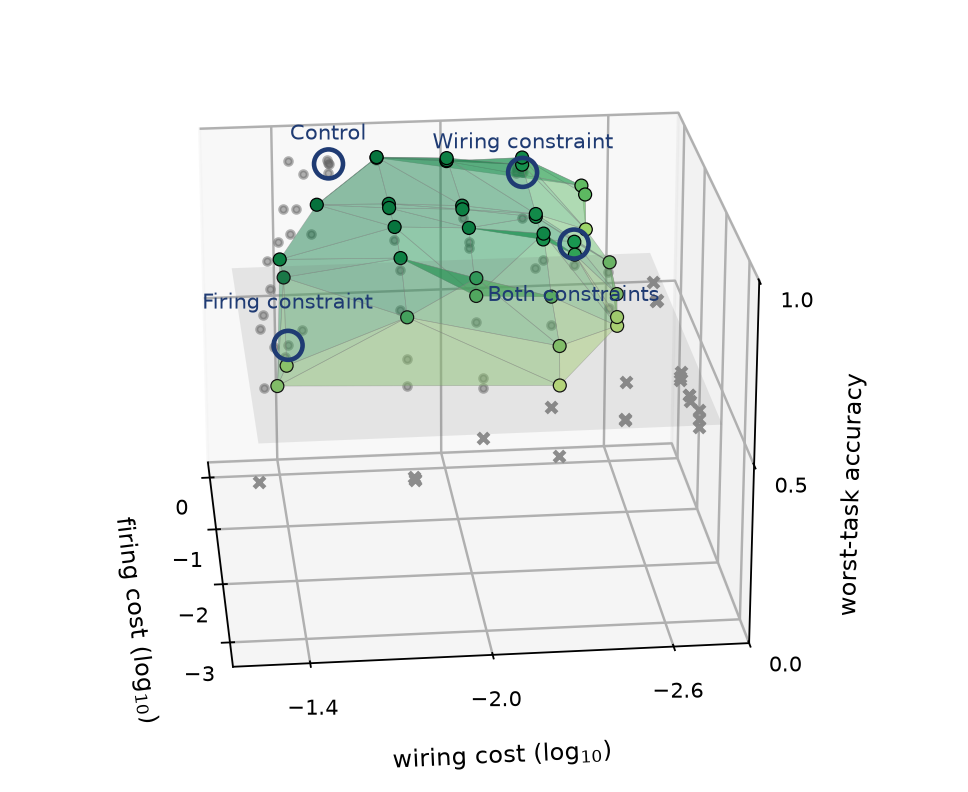 Control
Wiring constraint
Firing constraint
Both constraints
1.0
0.5
0.0
worst-task accuracy
0
−1
−2
−3
firing cost (log₁₀)
−1.4
−2.0
−2.6
wiring cost (log₁₀)